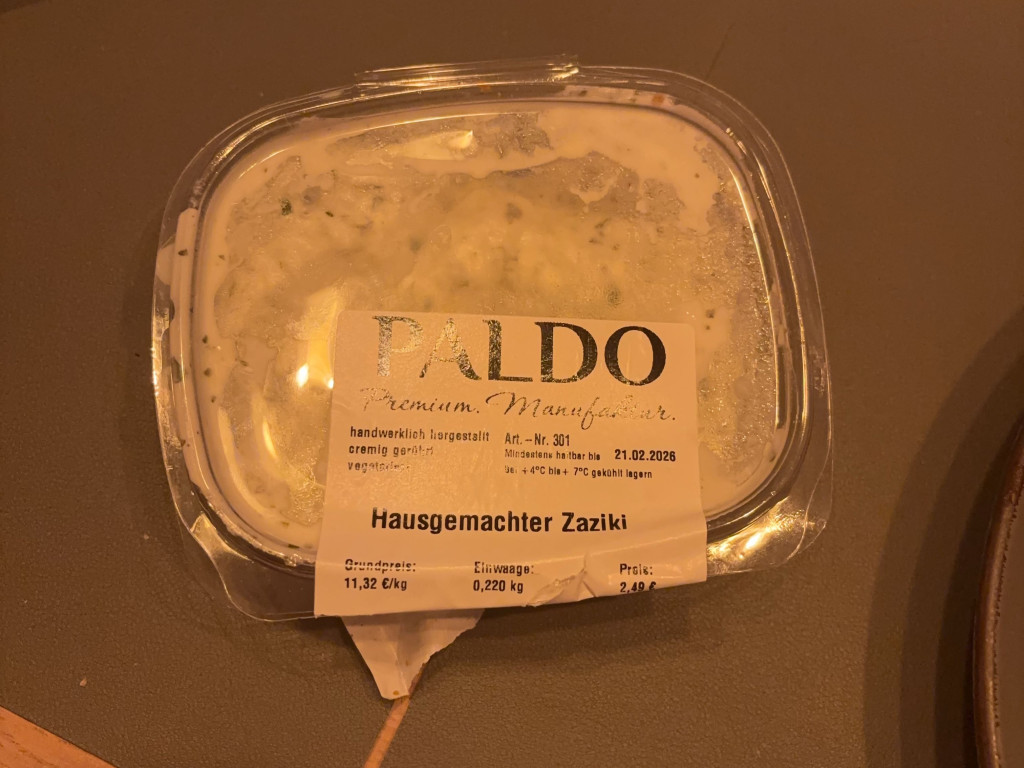 PALDO
Premium. Manufaktur.
handwerklich hergestellt
cremig gerührt
vegetarisch
Art.-Nr. 301
Mindestens haltbar bis 21.02.2026
bei +4°C bis + 7°C gekühlt lagern
Hausgemachter Zaziki
Grundpreis: Einwaage: Preis:
11,32 €/kg 0,220 kg 2,49 €